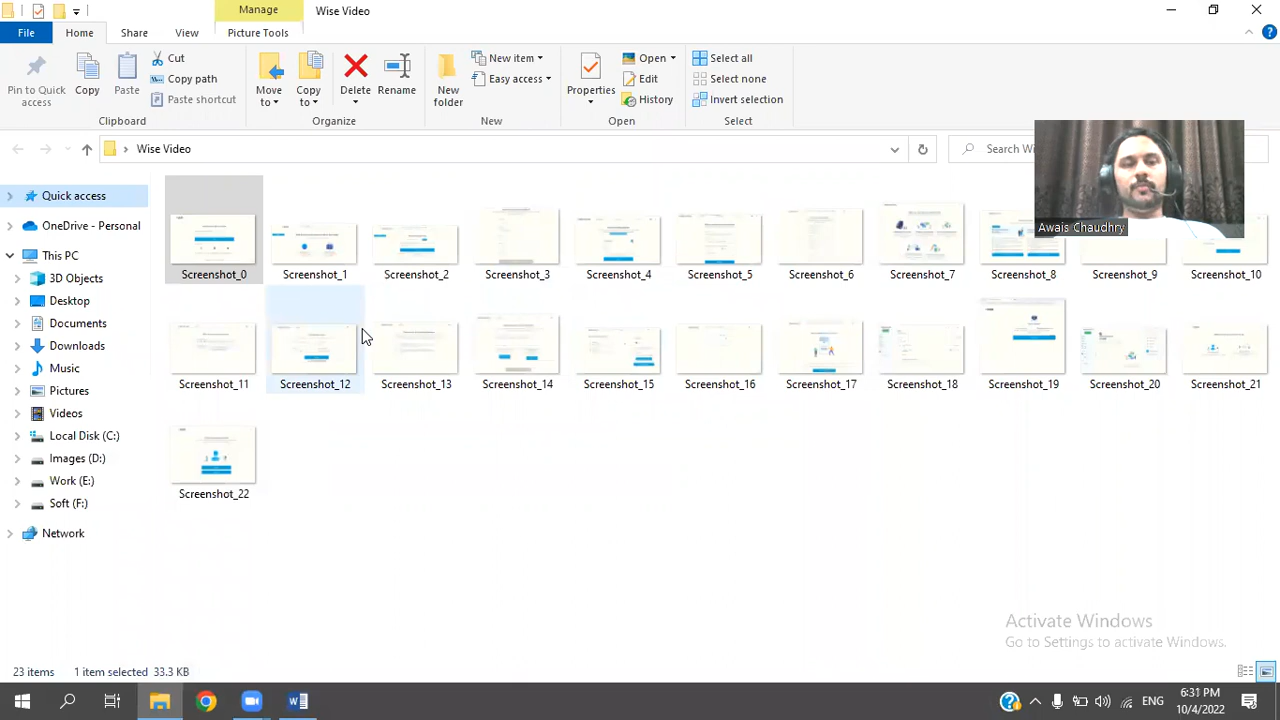 Manage
Wise Video
File
Home
Share
View
Picture Tools
Pin to Quick access
Copy
Paste
Cut
Copy path
Paste shortcut
Clipboard
Move to
Copy to
Delete
Rename
Organize
New folder
New item
Easy access
New
Properties
Open
Edit
History
Open
Select all
Select none
Invert selection
Select
Wise Video
Search Wi
Awais Chaudhry
Quick access
OneDrive - Personal
This PC
3D Objects
Desktop
Documents
Downloads
Music
Pictures
Videos
Local Disk (C:)
Images (D:)
Work (E:)
Soft (F:)
Network
Screenshot_0
Screenshot_1
Screenshot_2
Screenshot_3
Screenshot_4
Screenshot_5
Screenshot_6
Screenshot_7
Screenshot_8
Screenshot_9
Screenshot_10
Screenshot_11
Screenshot_12
Screenshot_13
Screenshot_14
Screenshot_15
Screenshot_16
Screenshot_17
Screenshot_18
Screenshot_19
Screenshot_20
Screenshot_21
Screenshot_22
Activate Windows
Go to Settings to activate Windows.
23 items
1 item selected 33.3 KB
ENG
6:31 PM
10/4/2022